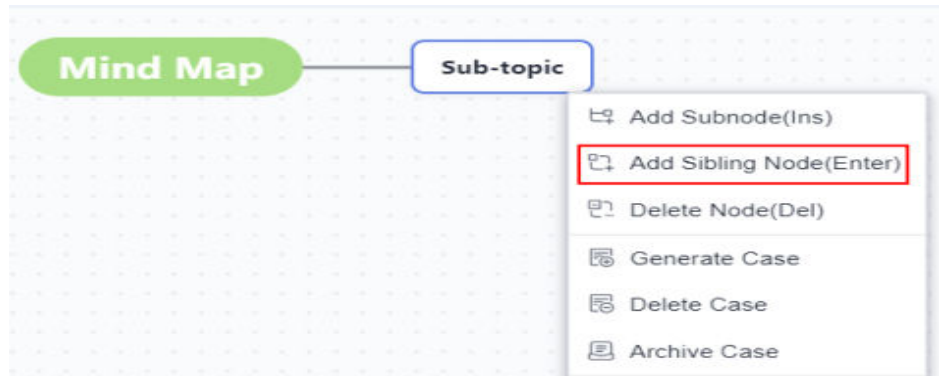 Mind Map
Sub-topic
Add Subnode(Ins)
Add Sibling Node(Enter)
Delete Node(Del)
Generate Case
Delete Case
Archive Case